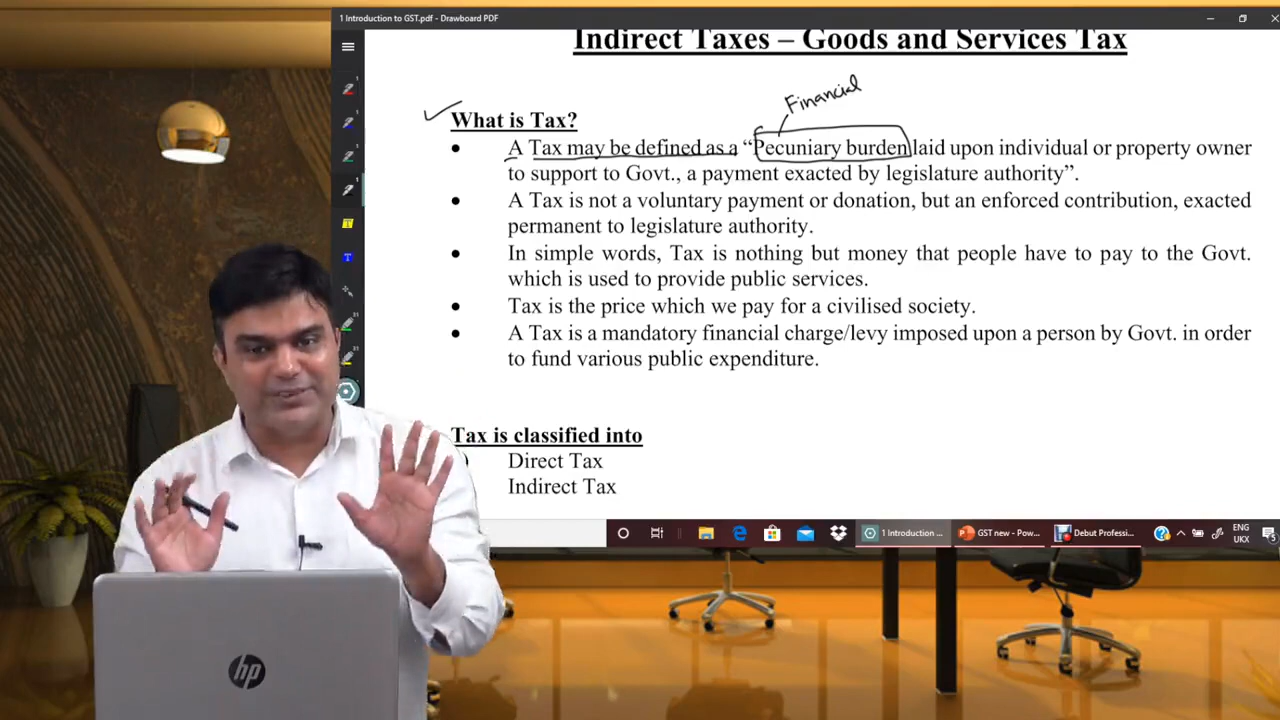 1 Introduction to GST.pdf - Drawboard PDF
Indirect Taxes – Goods and Services Tax
Financial
What is Tax?
• A Tax may be defined as a “Pecuniary burden laid upon individual or property owner
to support to Govt., a payment exacted by legislature authority”.
• A Tax is not a voluntary payment or donation, but an enforced contribution, exacted
permanent to legislature authority.
• In simple words, Tax is nothing but money that people have to pay to the Govt.
which is used to provide public services.
• Tax is the price which we pay for a civilised society.
• A Tax is a mandatory financial charge/levy imposed upon a person by Govt. in order
to fund various public expenditure.
Tax is classified into
) Direct Tax
Indirect Tax
1 Introduction ...
GST new - Pow...
Debut Professi...
ENG
UKX
5
hp